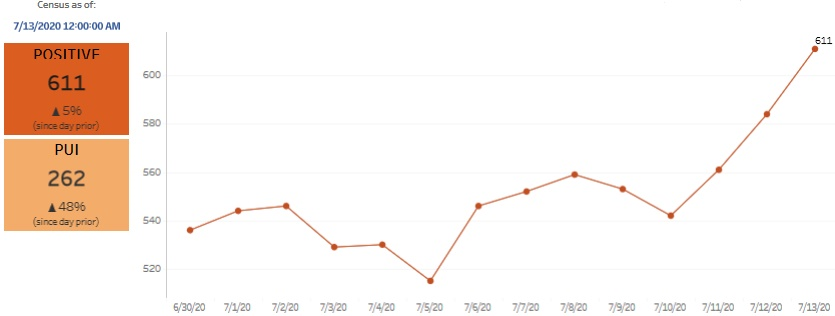 Census as of:
7/13/2020 12:00:00 AM
POSITIVE
611
▲5%
(since day prior)
PUI
262
▲48%
(since day prior)
611
600
580
560
540
520
6/30/20 7/1/20 7/2/20 7/3/20 7/4/20 7/5/20 7/6/20 7/7/20 7/8/20 7/9/20 7/10/20 7/11/20 7/12/20 7/13/20